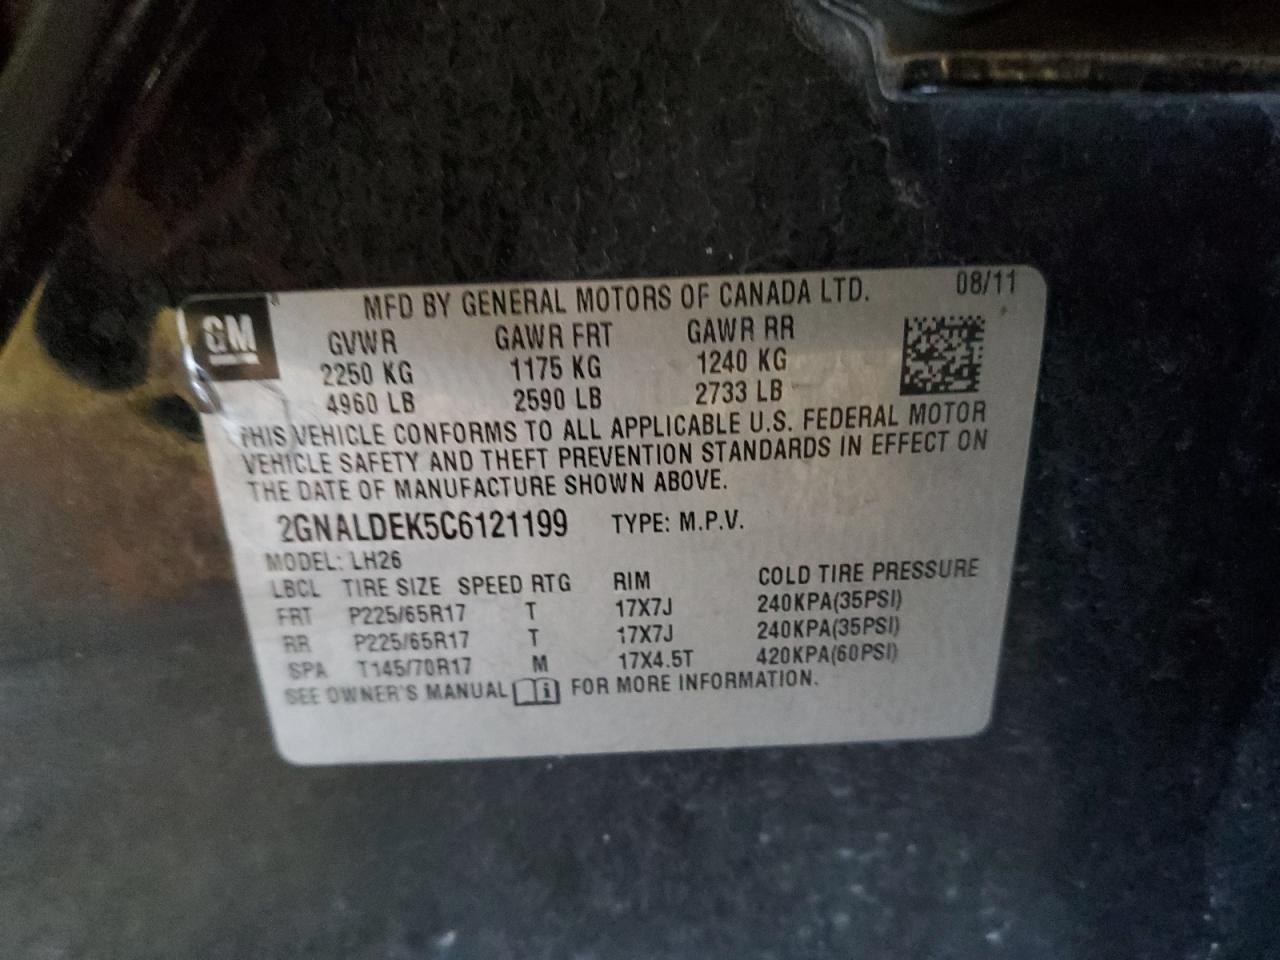 GM
MFD BY GENERAL MOTORS OF CANADA LTD. 08/11
GVWR GAWR FRT GAWR RR
2250 KG 1175 KG 1240 KG
4960 LB 2590 LB 2733 LB
THIS VEHICLE CONFORMS TO ALL APPLICABLE U.S. FEDERAL MOTOR
VEHICLE SAFETY AND THEFT PREVENTION STANDARDS IN EFFECT ON
THE DATE OF MANUFACTURE SHOWN ABOVE.
2GNALDEK5C6121199 TYPE: M.P.V.
MODEL: LH26
LBCL TIRE SIZE SPEED RTG RIM COLD TIRE PRESSURE
FRT P225/65R17 T 17X7J 240KPA(35PSI)
RR P225/65R17 T 17X7J 240KPA(35PSI)
SPA T145/70R17 M 17X4.5T 420KPA(60PSI)
SEE OWNER'S MANUAL i FOR MORE INFORMATION.